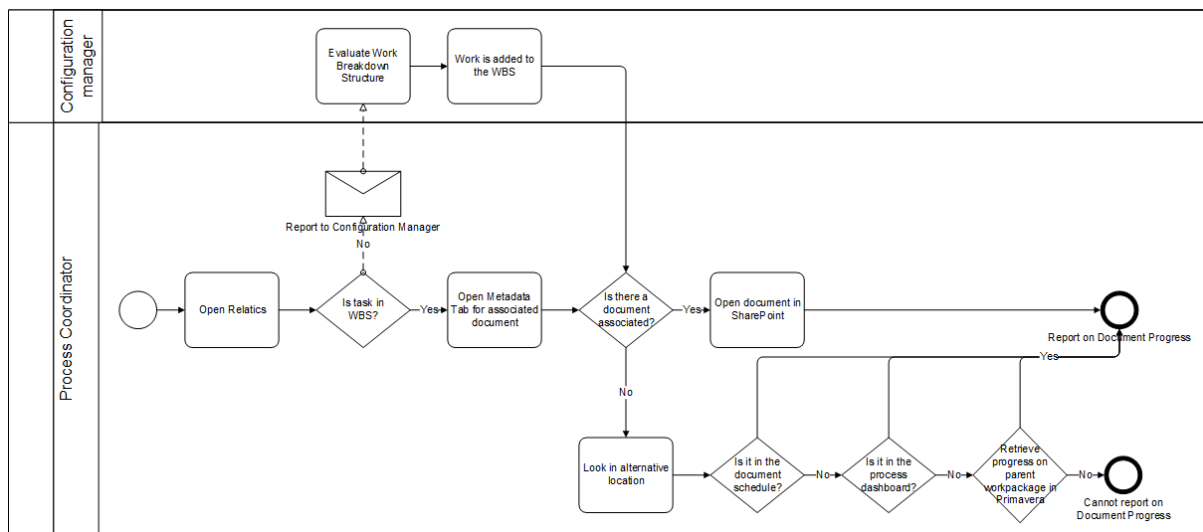 Configuration
manager
Evaluate Work
Breakdown
Structure
Work is added to
the WBS
Process Coordinator
Report to Configuration Manager
No
Open Relatics
Is task in
WBS?
Yes
Open Metadata
Tab for associated
document
Is there a
document
associated?
Yes
Open document in
SharePoint
Report on Document Progress
Yes
No
Look in alternative
location
Is it in the
document
schedule?
No
Is it in the
process
dashboard?
No
Retrieve
progress on
parent
workpackage in
Primavera
No
Cannot report on
Document Progress